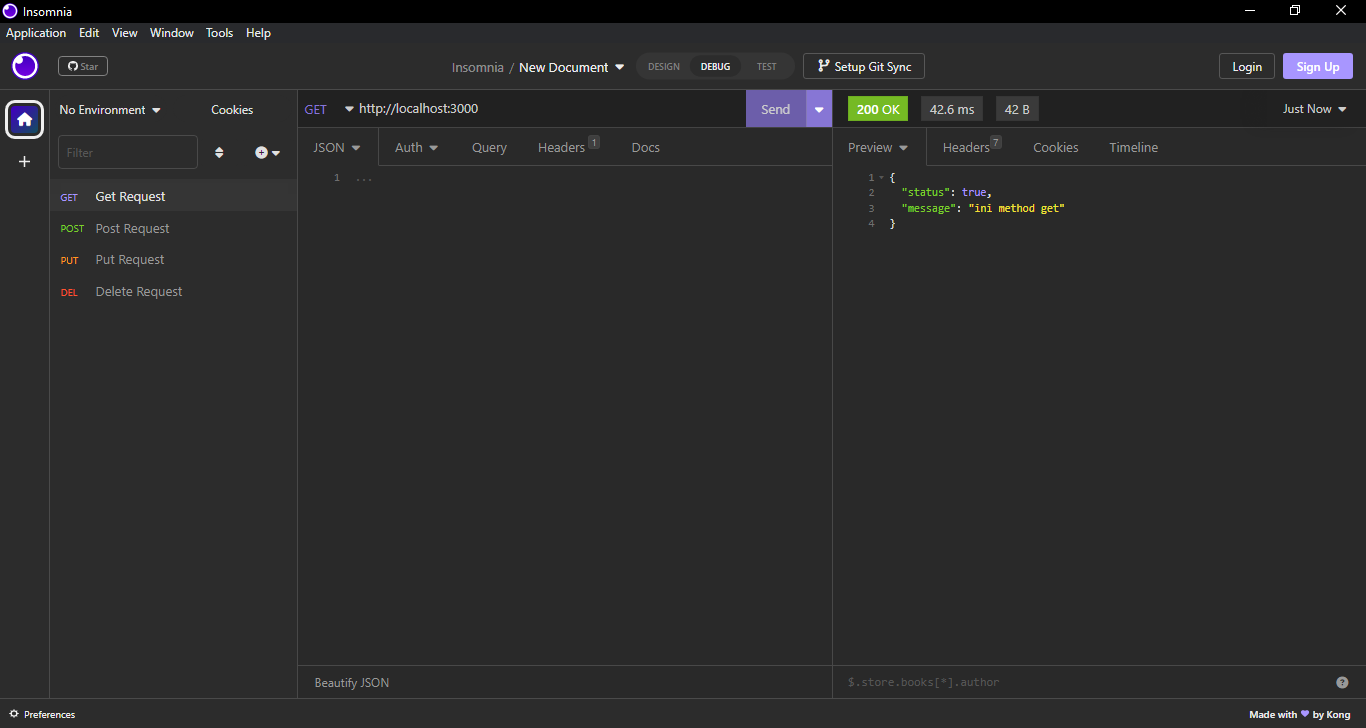 Insomnia
Application Edit View Window Tools Help
Star
Insomnia / New Document
DESIGN DEBUG TEST
Setup Git Sync
Login
Sign Up
No Environment
Cookies
Filter
GET Get Request
POST Post Request
PUT Put Request
DEL Delete Request
GET http://localhost:3000
Send
JSON Auth Query Headers 1 Docs
1 ...
Beautify JSON
200 OK 42.6 ms 42 B
Just Now
Preview Headers 7 Cookies Timeline
1 {
2 "status": true,
3 "message": "ini method get"
4 }
$.store.books[*].author
?
Preferences
Made with ♥ by Kong